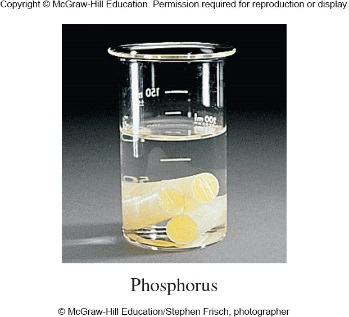 Copyright © McGraw-Hill Education. Permission required for reproduction or display.
150
100
ml
Phosphorus
© McGraw-Hill Education/Stephen Frisch, photographer